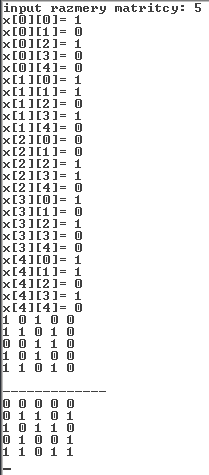 input razmery matritcy: 5
x[0][0]= 1
x[0][1]= 0
x[0][2]= 1
x[0][3]= 0
x[0][4]= 0
x[1][0]= 1
x[1][1]= 1
x[1][2]= 0
x[1][3]= 1
x[1][4]= 0
x[2][0]= 0
x[2][1]= 0
x[2][2]= 1
x[2][3]= 1
x[2][4]= 0
x[3][0]= 1
x[3][1]= 0
x[3][2]= 1
x[3][3]= 0
x[3][4]= 0
x[4][0]= 1
x[4][1]= 1
x[4][2]= 0
x[4][3]= 1
x[4][4]= 0
1 0 1 0 0
1 1 0 1 0
0 0 1 1 0
1 0 1 0 0
1 1 0 1 0
-------------
0 0 0 0 0
0 1 1 0 1
1 0 1 1 0
0 1 0 0 1
1 1 0 1 1
_